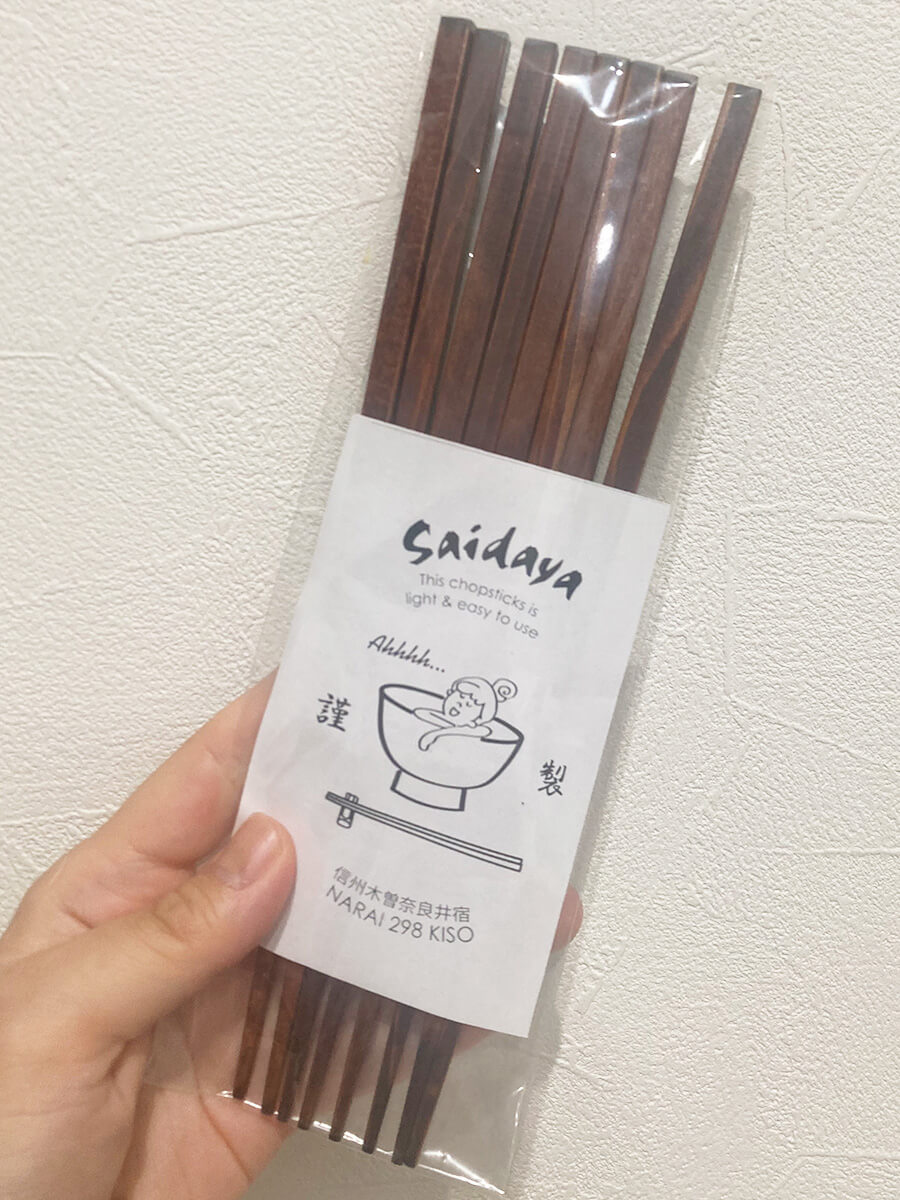 Saidaya
This chopsticks is
light & easy to use
Ahhhh...
謹
製
信州木曽奈良井宿
NARAI 298 KISO